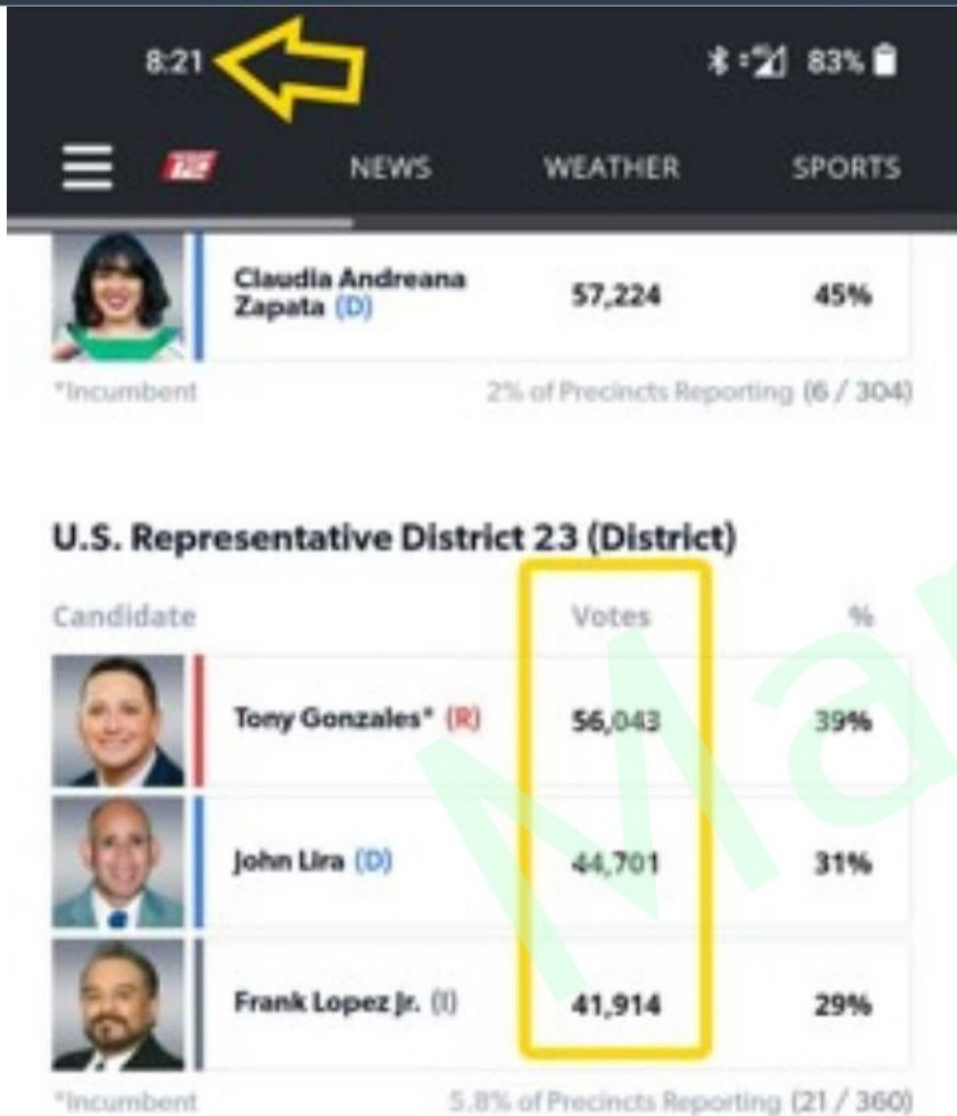 8:21 83%
NEWS WEATHER SPORTS
Claudia Andreana
Zapata (D) 57,224 45%
*Incumbent 2% of Precincts Reporting (6 / 304)
U.S. Representative District 23 (District)
Candidate Votes %
Tony Gonzales* (R) 56,043 39%
John Lira (D) 44,701 31%
Frank Lopez Jr. (I) 41,914 29%
*Incumbent 5.8% of Precincts Reporting (21 / 360)